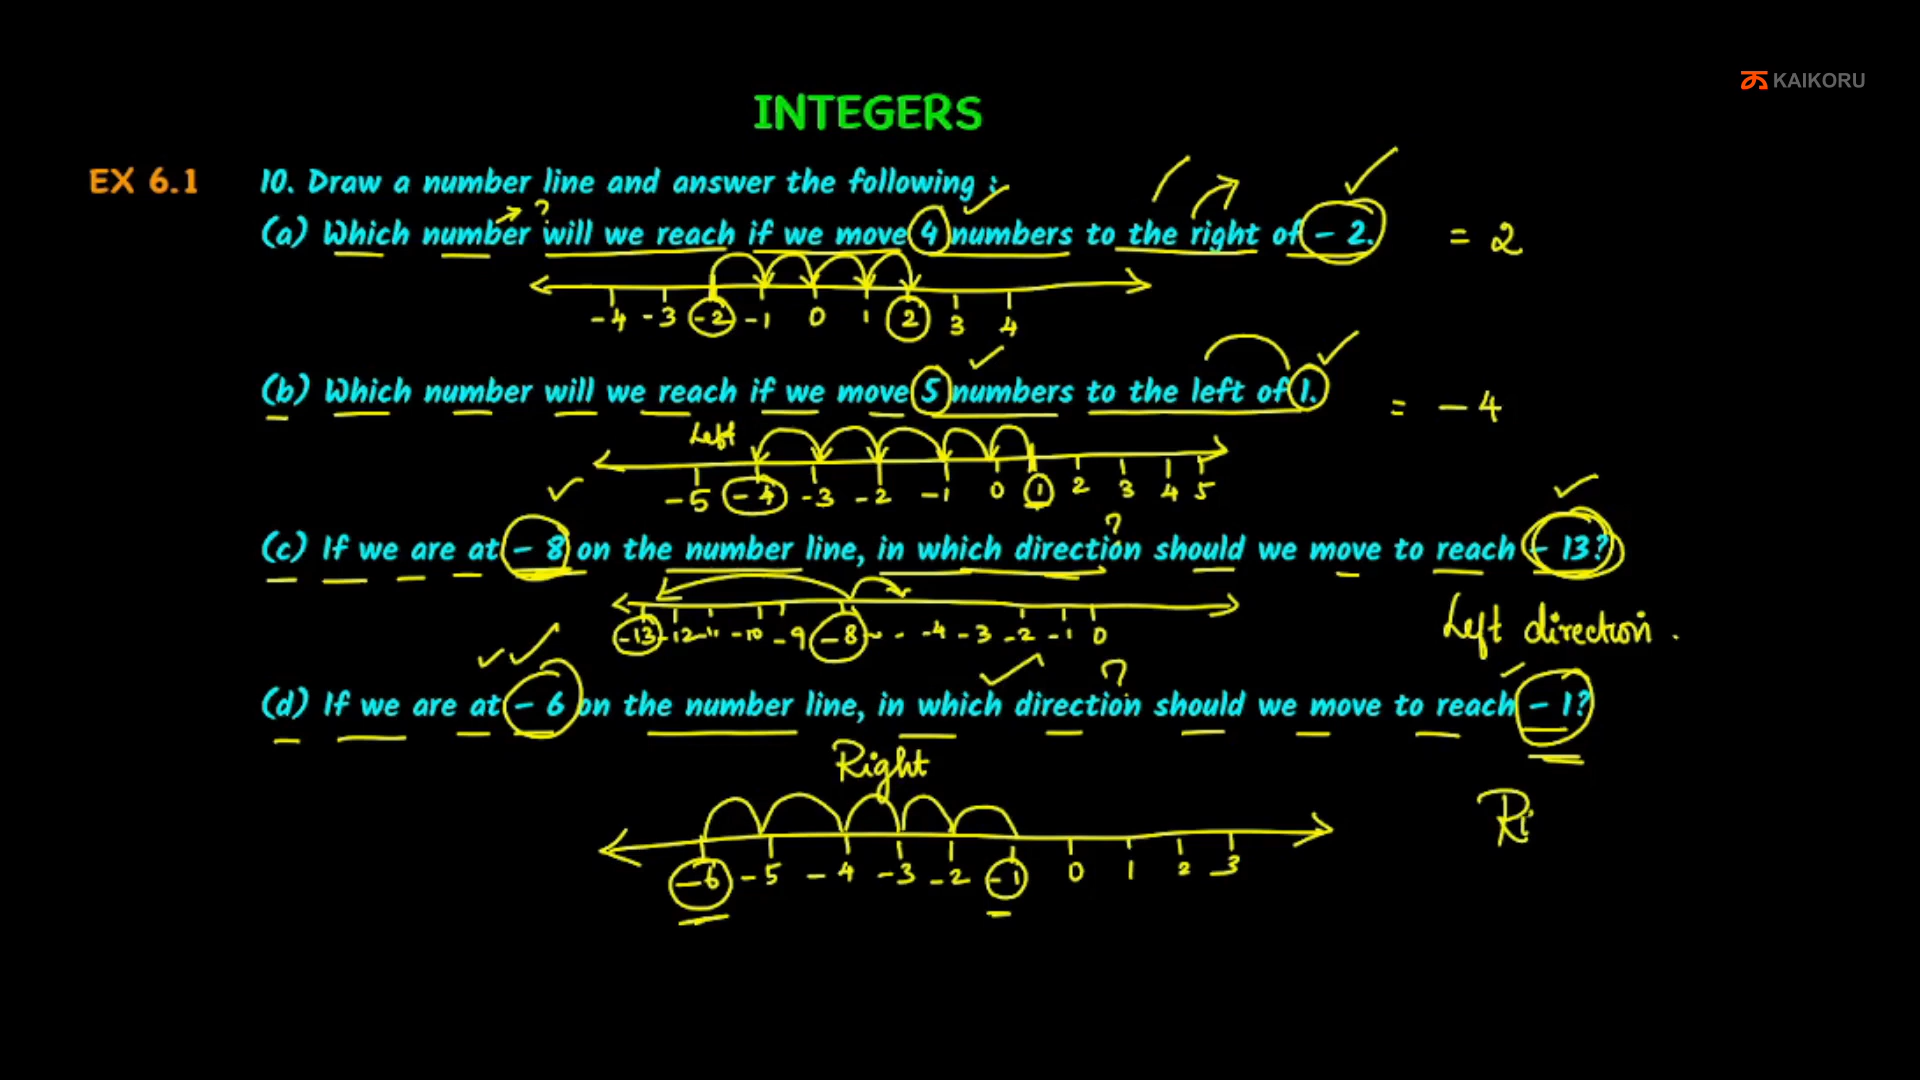 KAIKORU
INTEGERS
EX 6.1 10. Draw a number line and answer the following :
?
(a) Which number will we reach if we move 4 numbers to the right of - 2. = 2
-4 -3 -2 -1 0 1 2 3 4
(b) Which number will we reach if we move 5 numbers to the left of 1. = -4
Left
-5 -4 -3 -2 -1 0 1 2 3 4 5
?
(c) If we are at - 8 on the number line, in which direction should we move to reach - 13?
-13 -12 -11 -10 -9 -8 - - -4 -3 -2 -1 0
Left direction.
?
(d) If we are at - 6 on the number line, in which direction should we move to reach - 1?
Right
Ri
-6 -5 -4 -3 -2 -1 0 1 2 3